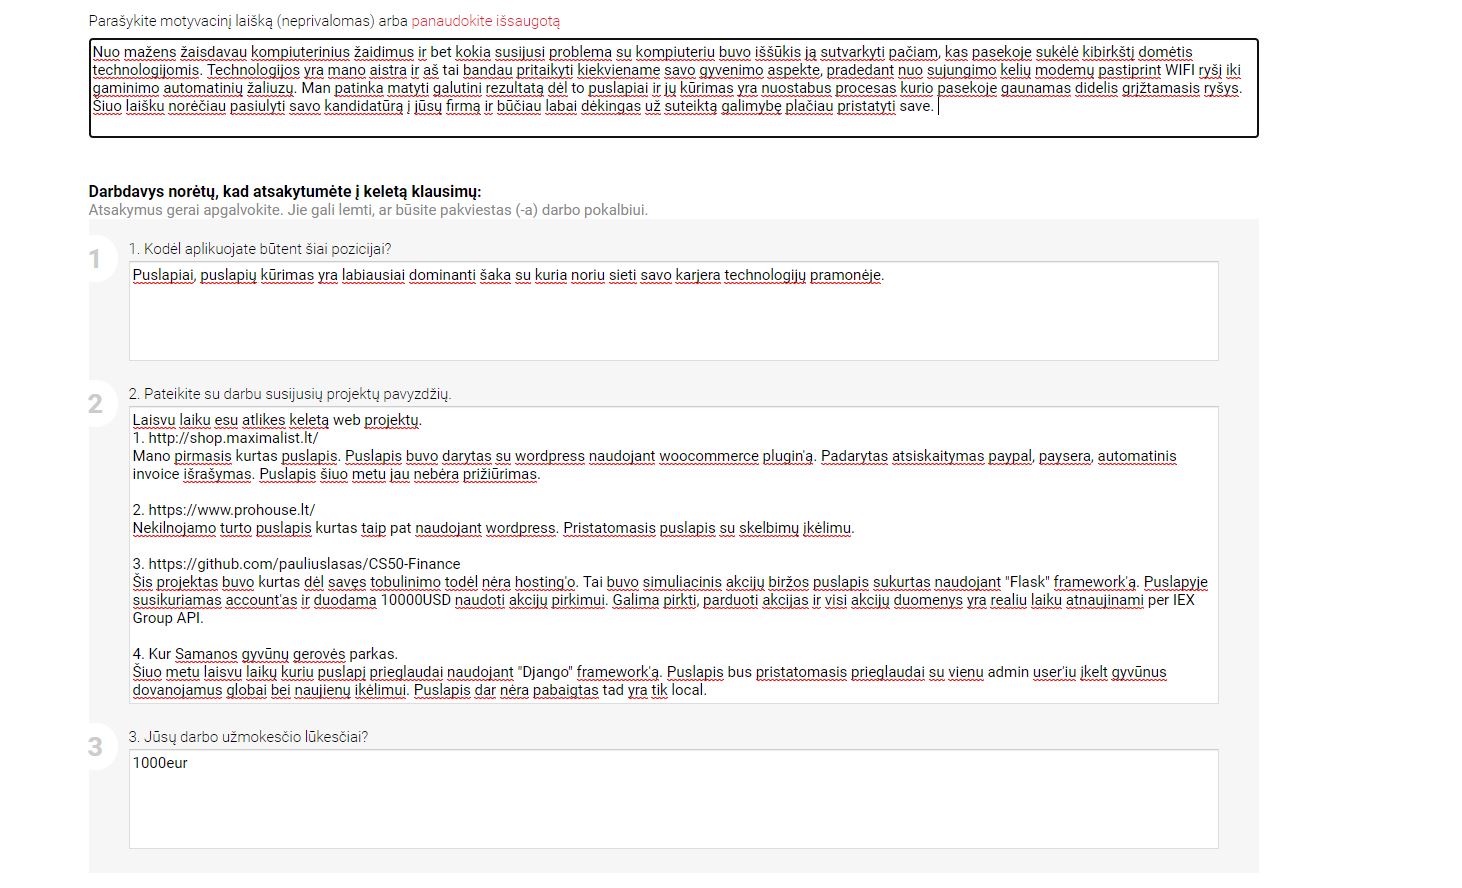 Parašykite motyvacinį laišką (neprivalomas) arba panaudokite išsaugotą
Nuo mažens žaisdavau kompiuterinius žaidimus ir bet kokia susijusi problema su kompiuteriu buvo iššūkis ją sutvarkyti pačiam, kas pasekoje sukėlė kibirkštį domėtis
technologijomis. Technologijos yra mano aistra ir aš tai bandau pritaikyti kiekviename savo gyvenimo aspekte, pradedant nuo sujungimo kelių modemų pastiprint WIFI ryšį iki
gaminimo automatinių žaliuzų. Man patinka matyti galutini rezultatą dėl to puslapiai ir jų kūrimas yra nuostabus procesas kurio pasekoje gaunamas didelis grįžtamasis ryšys.
Šiuo laišku norėčiau pasiulyti savo kandidatūrą į jūsų firmą ir būčiau labai dėkingas už suteiktą galimybę plačiau pristatyti save.
Darbdavys norėtų, kad atsakytumėte į keletą klausimų:
Atsakymus gerai apgalvokite. Jie gali lemti, ar būsite pakviestas (-a) darbo pokalbiui.
1
1. Kodėl aplikuojate būtent šiai pozicijai?
Puslapiai, puslapių kūrimas yra labiausiai dominanti šaka su kuria noriu sieti savo karjera technologijų pramonėje.
2
2. Pateikite su darbu susijusių projektų pavyzdžių.
Laisvu laiku esu atlikes keletą web projektų.
1. http://shop.maximalist.lt/
Mano pirmasis kurtas puslapis. Puslapis buvo darytas su wordpress naudojant woocommerce plugin'ą. Padarytas atsiskaitymas paypal, paysera, automatinis
invoice išrašymas. Puslapis šiuo metu jau nebėra prižiūrimas.
2. https://www.prohouse.lt/
Nekilnojamo turto puslapis kurtas taip pat naudojant wordpress. Pristatomasis puslapis su skelbimų įkėlimu.
3. https://github.com/pauliuslasas/CS50-Finance
Šis projektas buvo kurtas dėl savęs tobulinimo todėl nėra hosting'o. Tai buvo simuliacinis akcijų biržos puslapis sukurtas naudojant "Flask" framework'ą. Puslapyje
susikuriamas account'as ir duodama 10000USD naudoti akcijų pirkimui. Galima pirkti, parduoti akcijas ir visi akcijų duomenys yra realiu laiku atnaujinami per IEX
Group API.
4. Kur Samanos gyvūnų gerovės parkas.
Šiuo metu laisvu laikų kuriu puslapį prieglaudai naudojant "Django" framework'ą. Puslapis bus pristatomasis prieglaudai su vienu admin user'iu įkelt gyvūnus
dovanojamus globai bei naujienų ikėlimui. Puslapis dar nėra pabaigtas tad yra tik local.
3
3. Jūsų darbo užmokesčio lūkesčiai?
1000eur